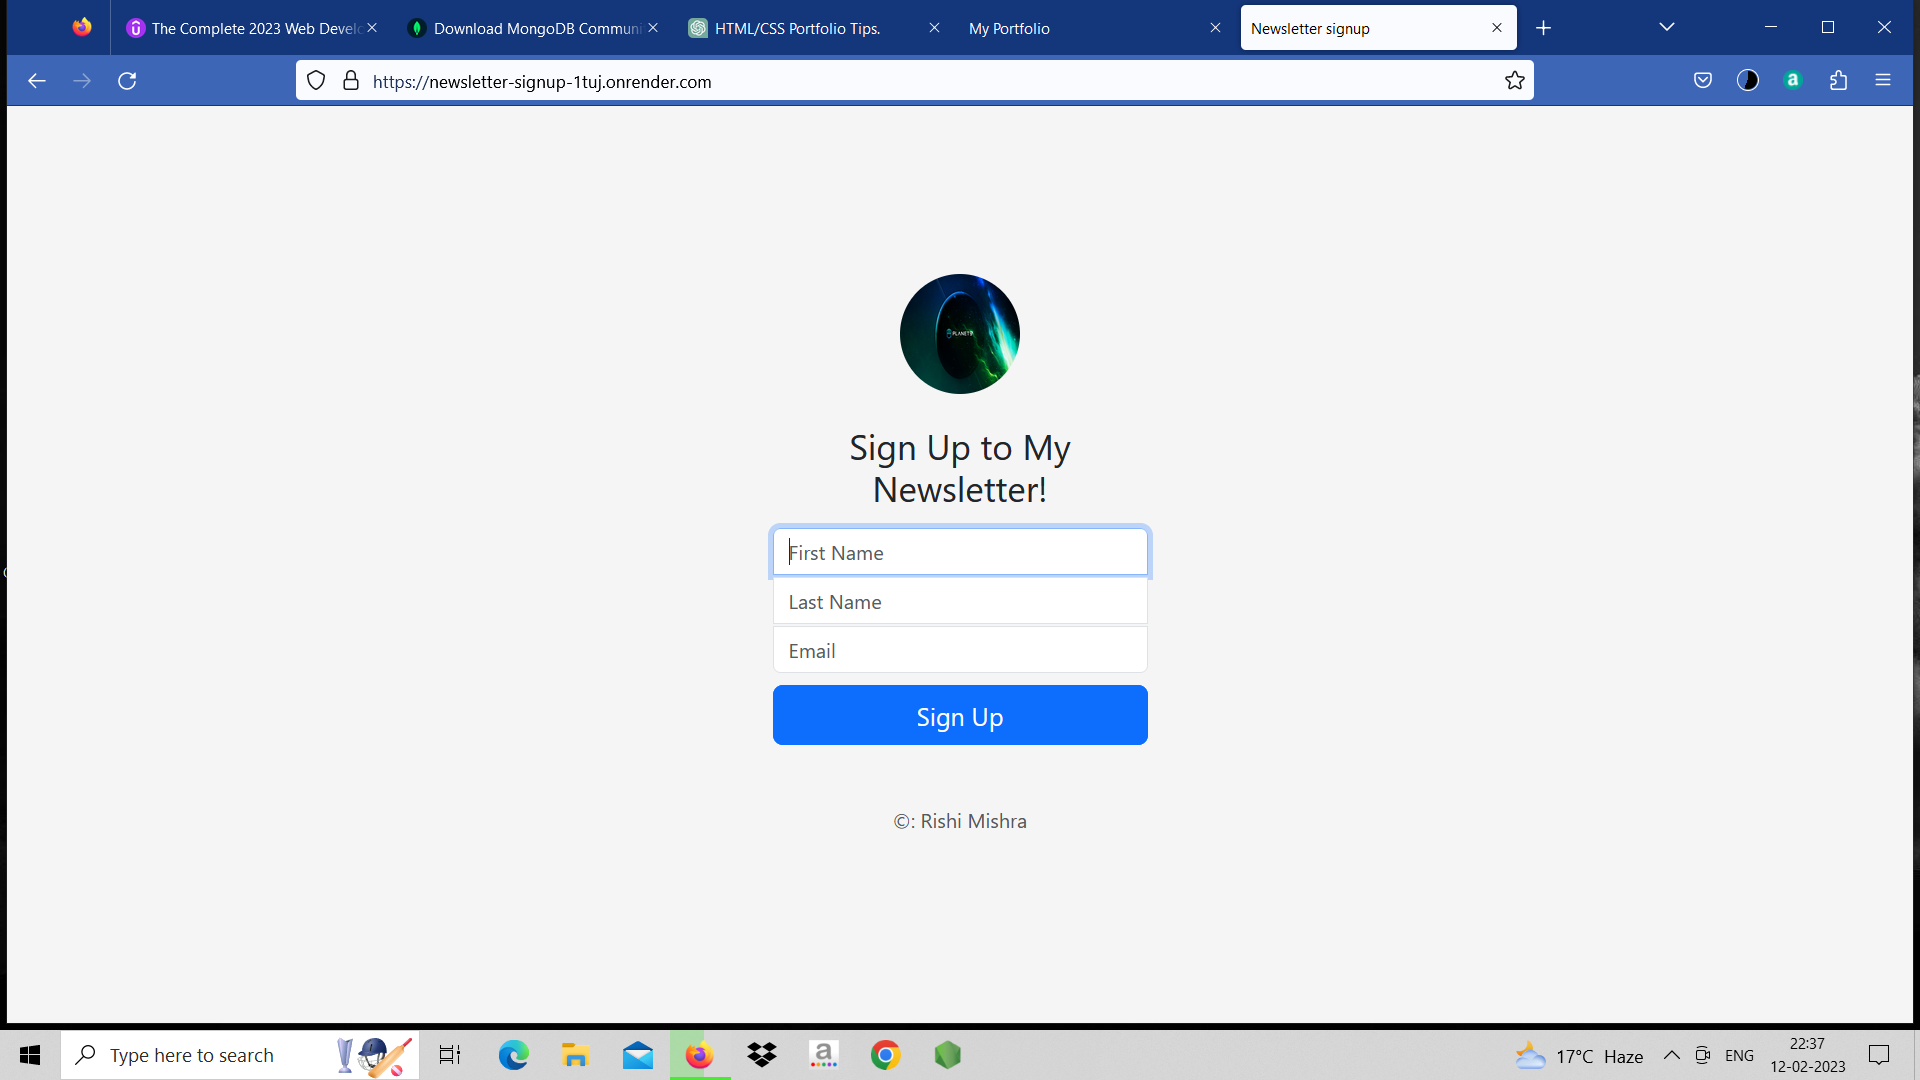 The Complete 2023 Web Develo
Download MongoDB Communi
HTML/CSS Portfolio Tips.
My Portfolio
Newsletter signup
https://newsletter-signup-1tuj.onrender.com
PLANET
Sign Up to My
Newsletter!
First Name
Last Name
Email
Sign Up
©: Rishi Mishra
Type here to search
17°C Haze
ENG
22:37
12-02-2023